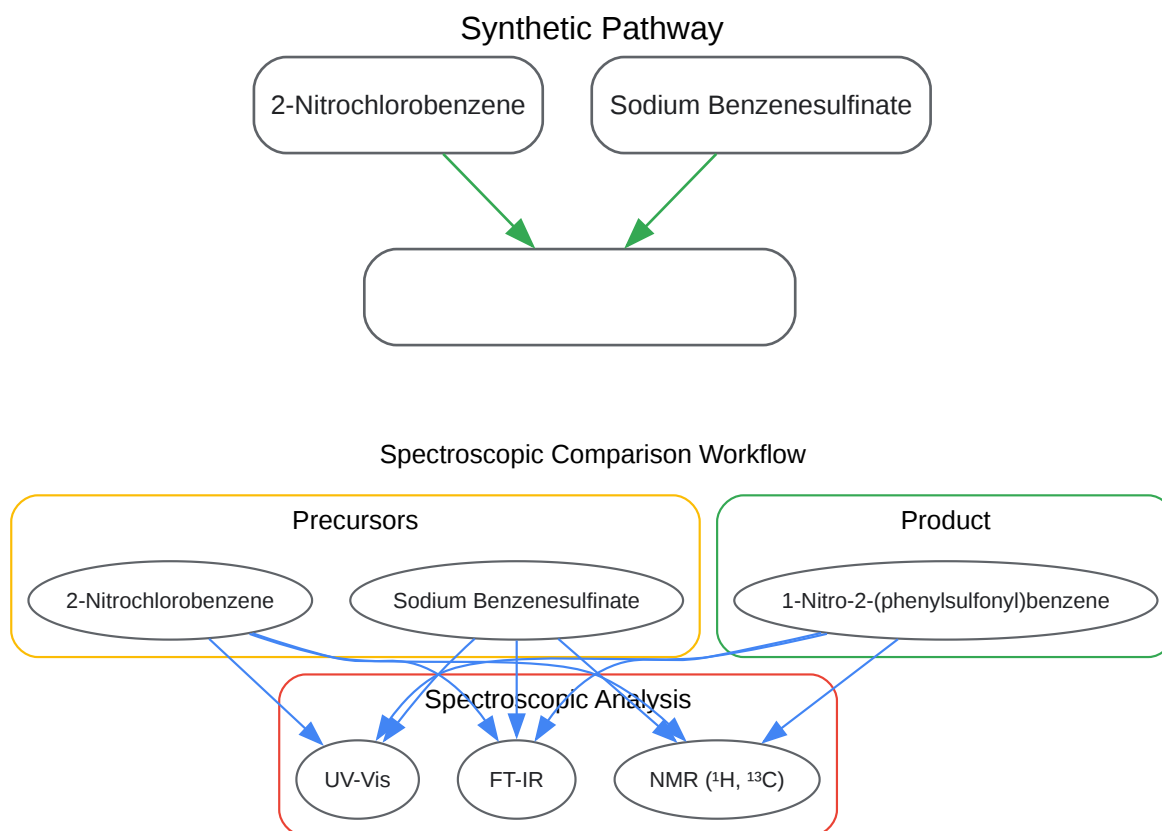 Synthetic Pathway
2-Nitrochlorobenzene
Sodium Benzenesulfinate
Spectroscopic Comparison Workflow
Precursors
Product
2-Nitrochlorobenzene
Sodium Benzenesulfinate
1-Nitro-2-(phenylsulfonyl)benzene
Spectroscopic Analysis
UV-Vis
FT-IR
NMR (¹H, ¹³C)